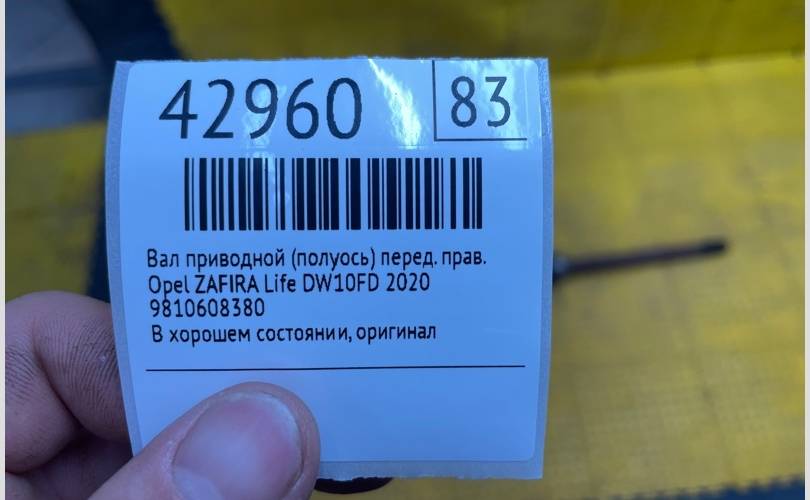 42960
83
Вал приводной (полуось) перед. прав.
Opel ZAFIRA Life DW10FD 2020
9810608380
В хорошем состоянии, оригинал